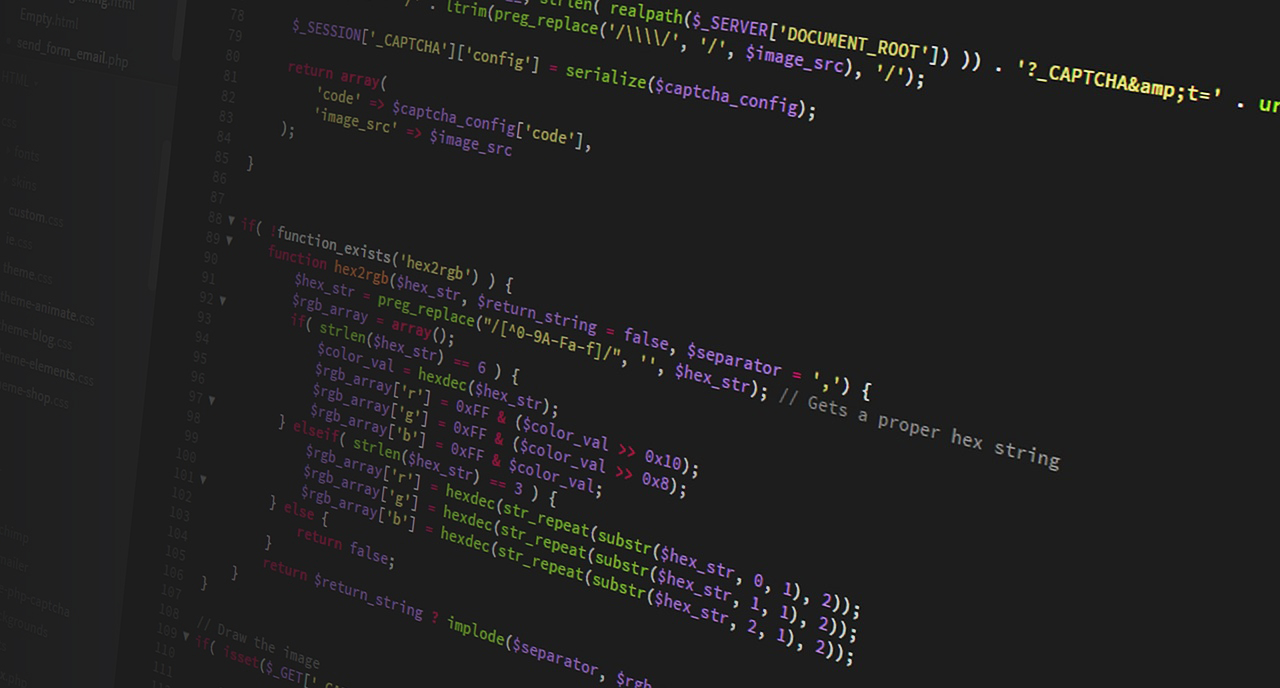 Empty.html
send_form_email.php
HTML
css
fonts
skins
custom.css
ie.css
theme.css
theme-animate.css
theme-blog.css
theme-elements.css
theme-shop.css
78 strlen( realpath($_SERVER['DOCUMENT_ROOT']) )) . '?_CAPTCHA&amp;t=' .
79 . ltrim(preg_replace('/\\\\/', '/', $image_src), '/');
80 $_SESSION['_CAPTCHA']['config'] = serialize($captcha_config);
81
82 return array(
83 'code' => $captcha_config['code'],
84 'image_src' => $image_src
85 );
86 }
87
88 if( !function_exists('hex2rgb') ) {
89 function hex2rgb($hex_str, $return_string = false, $separator = ',') {
90 $hex_str = preg_replace("/[^0-9A-Fa-f]/", '', $hex_str); // Gets a proper hex string
91 $rgb_array = array();
92 if( strlen($hex_str) == 6 ) {
93 $color_val = hexdec($hex_str);
94 $rgb_array['r'] = 0xFF & ($color_val >> 0x10);
95 $rgb_array['g'] = 0xFF & ($color_val >> 0x8);
96 $rgb_array['b'] = 0xFF & $color_val;
97 } elseif( strlen($hex_str) == 3 ) {
98 $rgb_array['r'] = hexdec(str_repeat(substr($hex_str, 0, 1), 2));
99 $rgb_array['g'] = hexdec(str_repeat(substr($hex_str, 1, 1), 2));
100 $rgb_array['b'] = hexdec(str_repeat(substr($hex_str, 2, 1), 2));
101 } else {
102 return false;
103 }
104 return $return_string ? implode($separator, $rgb
105 }
106 }
107
108 // Draw the image
109 if( isset($_GET['
110
111